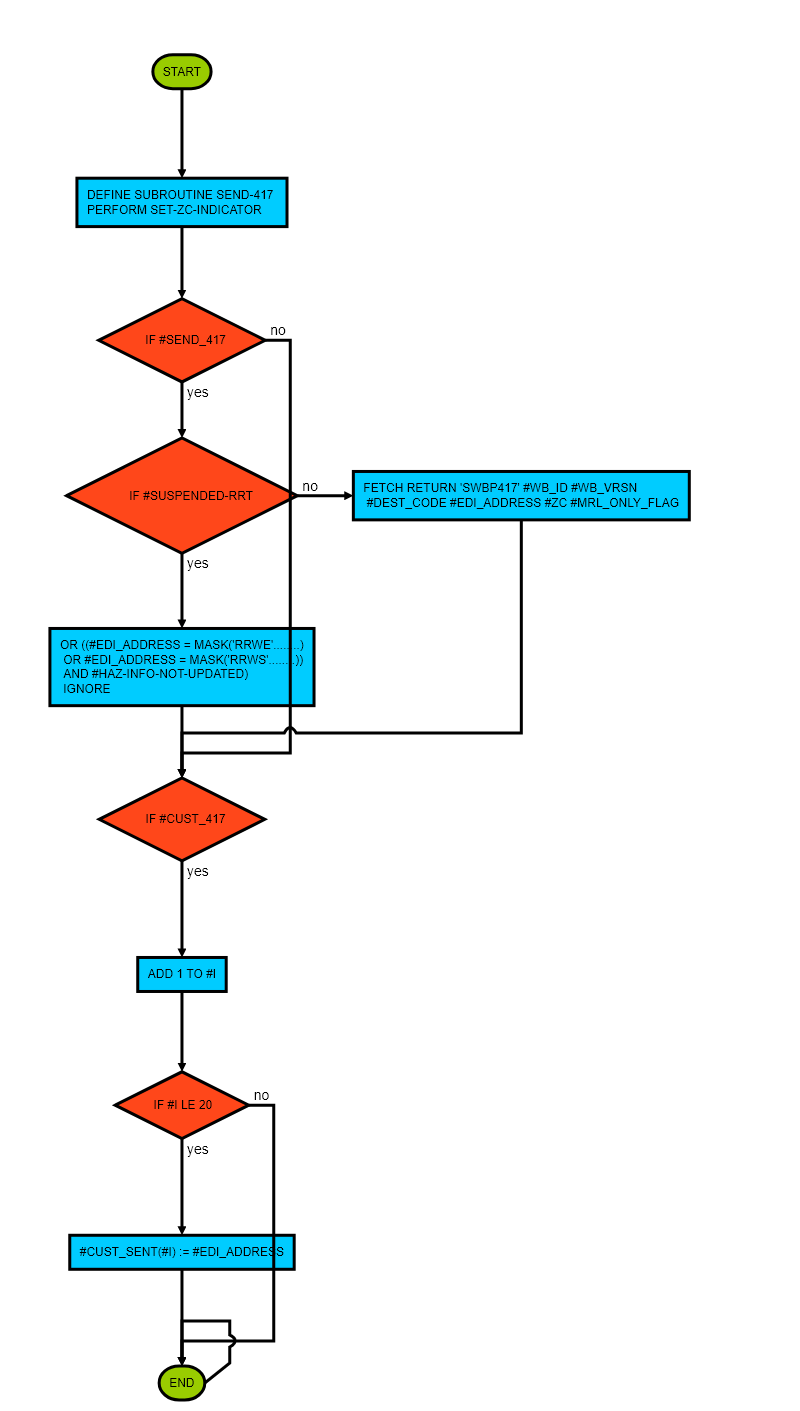 START
DEFINE SUBROUTINE SEND-417
PERFORM SET-ZC-INDICATOR
IF #SEND_417
no
yes
IF #SUSPENDED-RRT
no
FETCH RETURN 'SWBP417' #WB_ID #WB_VRSN
#DEST_CODE #EDI_ADDRESS #ZC #MRL_ONLY_FLAG
yes
OR ((#EDI_ADDRESS = MASK('RRWE'........)
OR #EDI_ADDRESS = MASK('RRWS'........))
AND #HAZ-INFO-NOT-UPDATED)
IGNORE
IF #CUST_417
yes
ADD 1 TO #I
IF #I LE 20
no
yes
#CUST_SENT(#I) := #EDI_ADDRESS
END